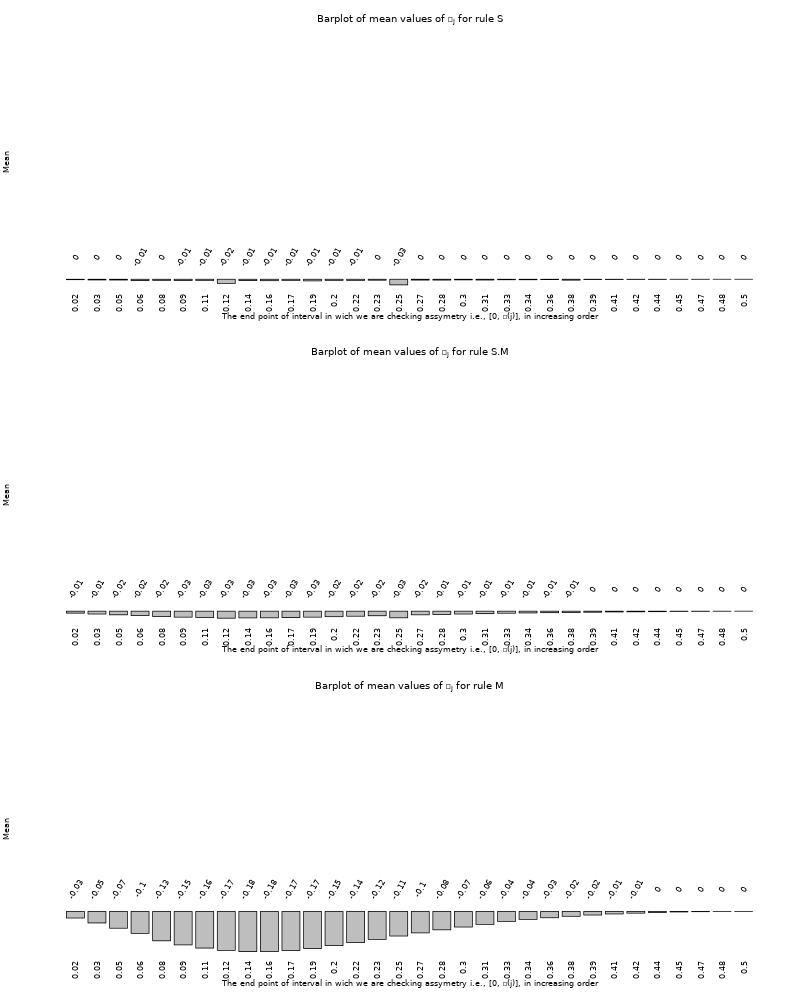 Barplot of mean values of □j for rule S
Mean
0 0 0 -0.01 0 -0.01 -0.01 -0.02 -0.01 -0.01 -0.01 -0.01 -0.01 -0.01 0 -0.03 0 0 0 0 0 0 0 0 0 0 0 0 0 0 0 0
0.02 0.03 0.05 0.06 0.08 0.09 0.11 0.12 0.14 0.16 0.17 0.19 0.2 0.22 0.23 0.25 0.27 0.28 0.3 0.31 0.33 0.34 0.36 0.38 0.39 0.41 0.42 0.44 0.45 0.47 0.48 0.5
The end point of interval in wich we are checking assymetry i.e., [0, □(j)], in increasing order
Barplot of mean values of □j for rule S.M
Mean
-0.01 -0.01 -0.02 -0.02 -0.02 -0.03 -0.03 -0.03 -0.03 -0.03 -0.03 -0.03 -0.02 -0.02 -0.02 -0.03 -0.02 -0.01 -0.01 -0.01 -0.01 -0.01 -0.01 -0.01 0 0 0 0 0 0 0 0
0.02 0.03 0.05 0.06 0.08 0.09 0.11 0.12 0.14 0.16 0.17 0.19 0.2 0.22 0.23 0.25 0.27 0.28 0.3 0.31 0.33 0.34 0.36 0.38 0.39 0.41 0.42 0.44 0.45 0.47 0.48 0.5
The end point of interval in wich we are checking assymetry i.e., [0, □(j)], in increasing order
Barplot of mean values of □j for rule M
Mean
-0.03 -0.05 -0.07 -0.1 -0.13 -0.15 -0.16 -0.17 -0.18 -0.18 -0.17 -0.17 -0.15 -0.14 -0.12 -0.11 -0.1 -0.08 -0.07 -0.06 -0.04 -0.04 -0.03 -0.02 -0.02 -0.01 -0.01 0 0 0 0 0
0.02 0.03 0.05 0.06 0.08 0.09 0.11 0.12 0.14 0.16 0.17 0.19 0.2 0.22 0.23 0.25 0.27 0.28 0.3 0.31 0.33 0.34 0.36 0.38 0.39 0.41 0.42 0.44 0.45 0.47 0.48 0.5
The end point of interval in wich we are checking assymetry i.e., [0, □(j)], in increasing order